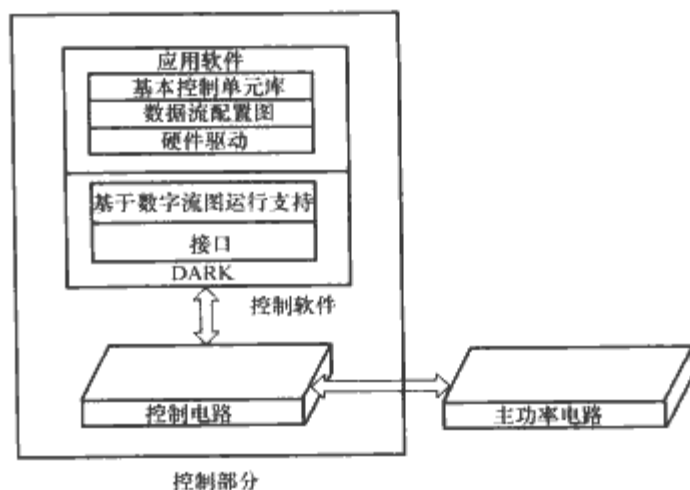 应用软件
基本控制单元库
数据流配置图
硬件驱动
基于数字流图运行支持
接口
DARK
控制软件
控制电路
主功率电路
控制部分